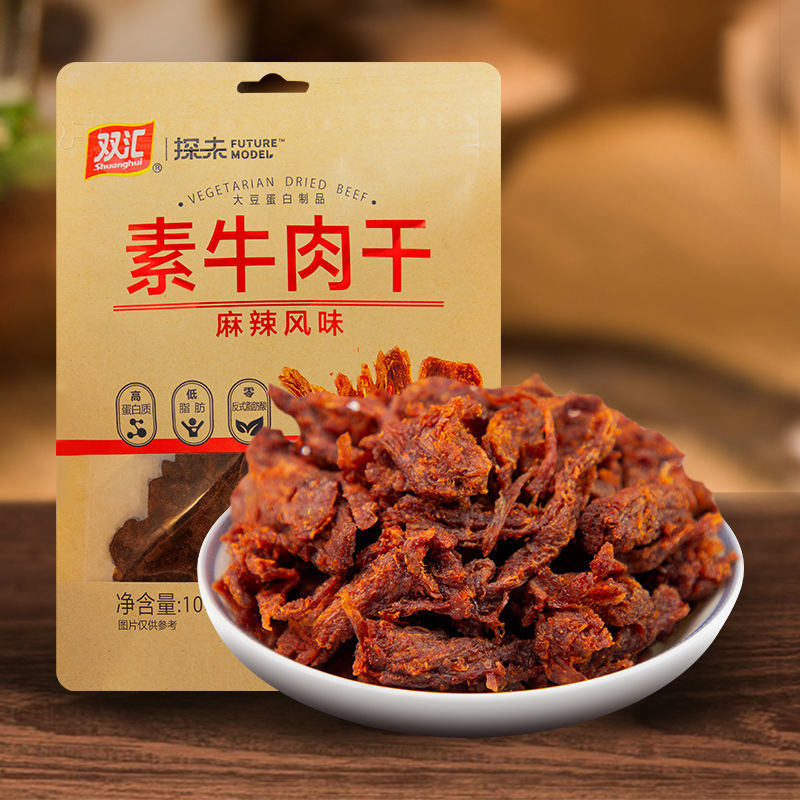 双汇
Shuanghui
®
探未 FUTURE MODEL™
VEGETARIAN DRIED BEEF
大豆蛋白制品
素牛肉干
麻辣风味
高
蛋白质
低
脂肪
零
反式脂肪酸
净含量:10
图片仅供参考